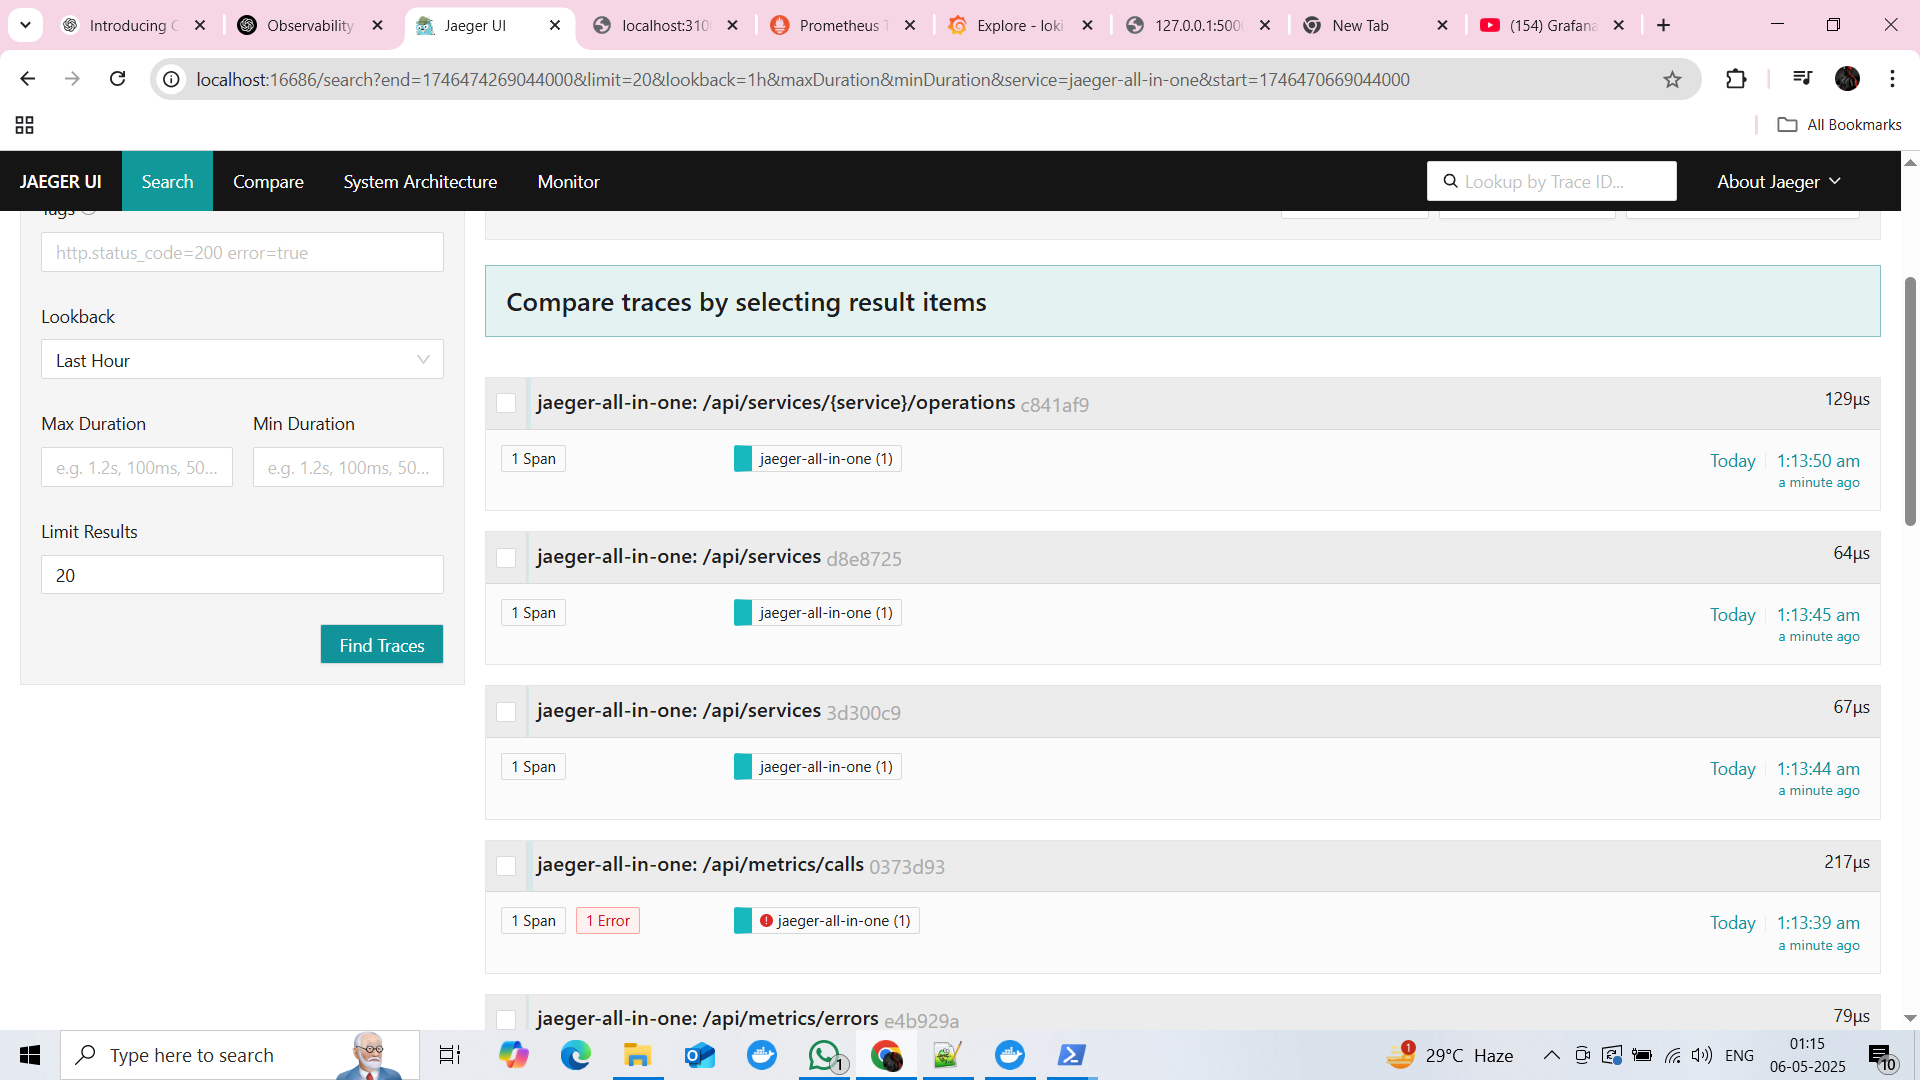 Introducing
Observability
Jaeger UI
localhost:310
Prometheus T
Explore - loki
127.0.0.1:500
New Tab
(154) Grafana
localhost:16686/search?end=1746474269044000&limit=20&lookback=1h&maxDuration&minDuration&service=jaeger-all-in-one&start=1746470669044000
All Bookmarks
JAEGER UI
Search
Compare
System Architecture
Monitor
Lookup by Trace ID...
About Jaeger
Tags
http.status_code=200 error=true
Lookback
Last Hour
Max Duration
Min Duration
e.g. 1.2s, 100ms, 50...
e.g. 1.2s, 100ms, 50...
Limit Results
20
Find Traces
Compare traces by selecting result items
jaeger-all-in-one: /api/services/{service}/operations c841af9
129μs
1 Span
jaeger-all-in-one (1)
Today
1:13:50 am
a minute ago
jaeger-all-in-one: /api/services d8e8725
64μs
1 Span
jaeger-all-in-one (1)
Today
1:13:45 am
a minute ago
jaeger-all-in-one: /api/services 3d300c9
67μs
1 Span
jaeger-all-in-one (1)
Today
1:13:44 am
a minute ago
jaeger-all-in-one: /api/metrics/calls 0373d93
217μs
1 Span
1 Error
jaeger-all-in-one (1)
Today
1:13:39 am
a minute ago
jaeger-all-in-one: /api/metrics/errors e4b929a
79μs
Type here to search
1
1
29°C Haze
ENG
01:15
06-05-2025
10